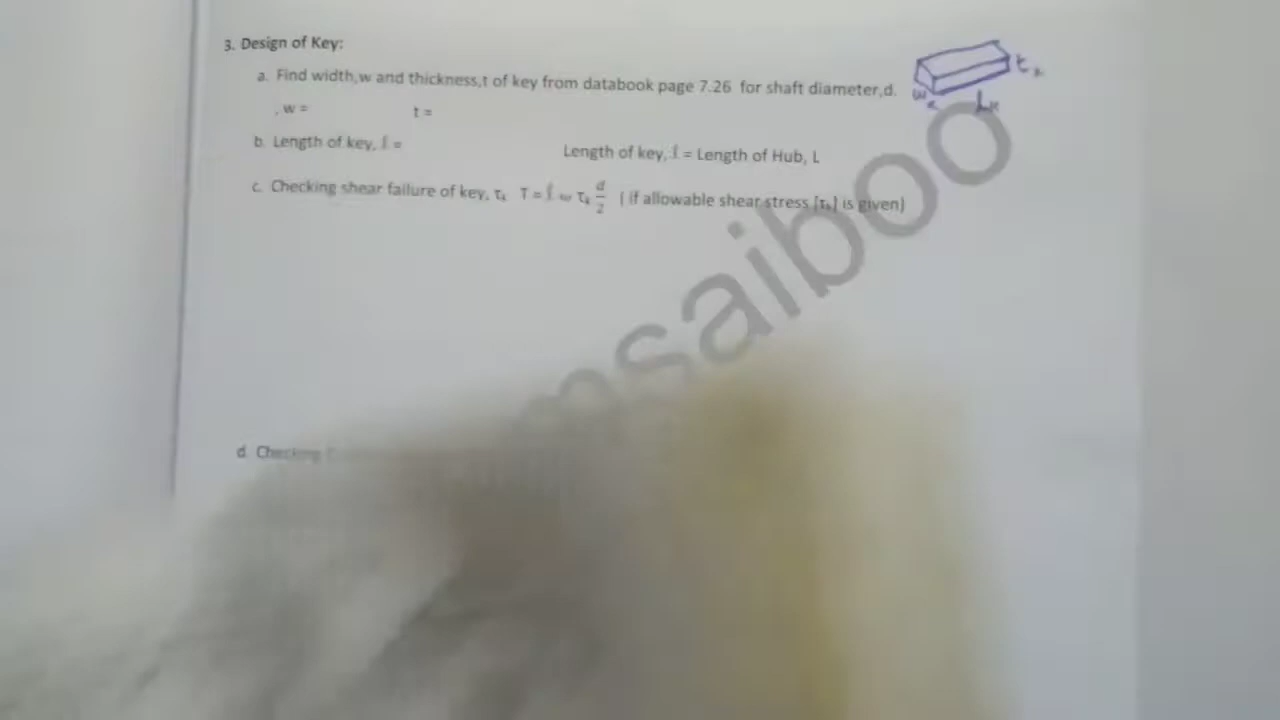 3. Design of Key:
a. Find width,w and thickness,t of key from databook page 7.26 for shaft diameter,d.
, w = t =
b. Length of key, l = Length of key, l = Length of Hub, L
c. Checking shear failure of key, τk T = l w τk d/2 ( if allowable shear stress [τk] is given)
d. Checking
w
t
L
msaiboo